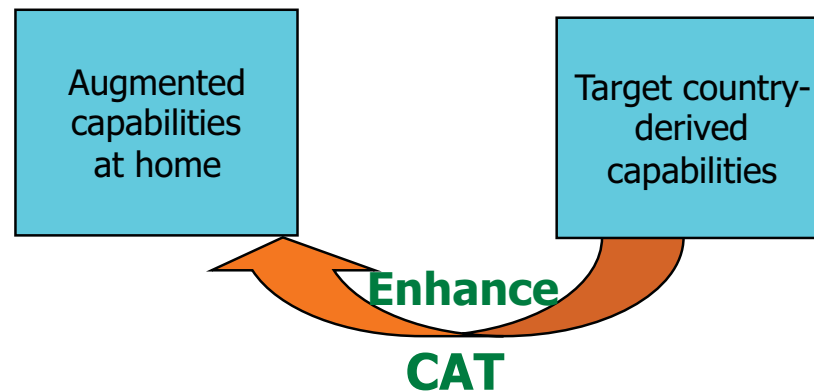 Augmented
capabilities
at home
Target country-
derived
capabilities
Enhance
CAT